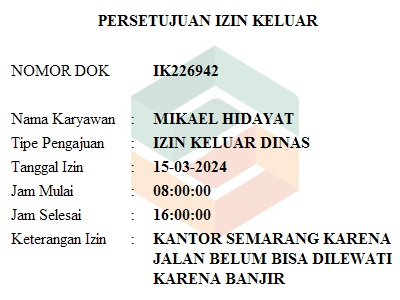 PERSETUJUAN IZIN KELUAR
NOMOR DOK IK226942
Nama Karyawan : MIKAEL HIDAYAT
Tipe Pengajuan : IZIN KELUAR DINAS
Tanggal Izin : 15-03-2024
Jam Mulai : 08:00:00
Jam Selesai : 16:00:00
Keterangan Izin : KANTOR SEMARANG KARENA
JALAN BELUM BISA DILEWATI
KARENA BANJIR